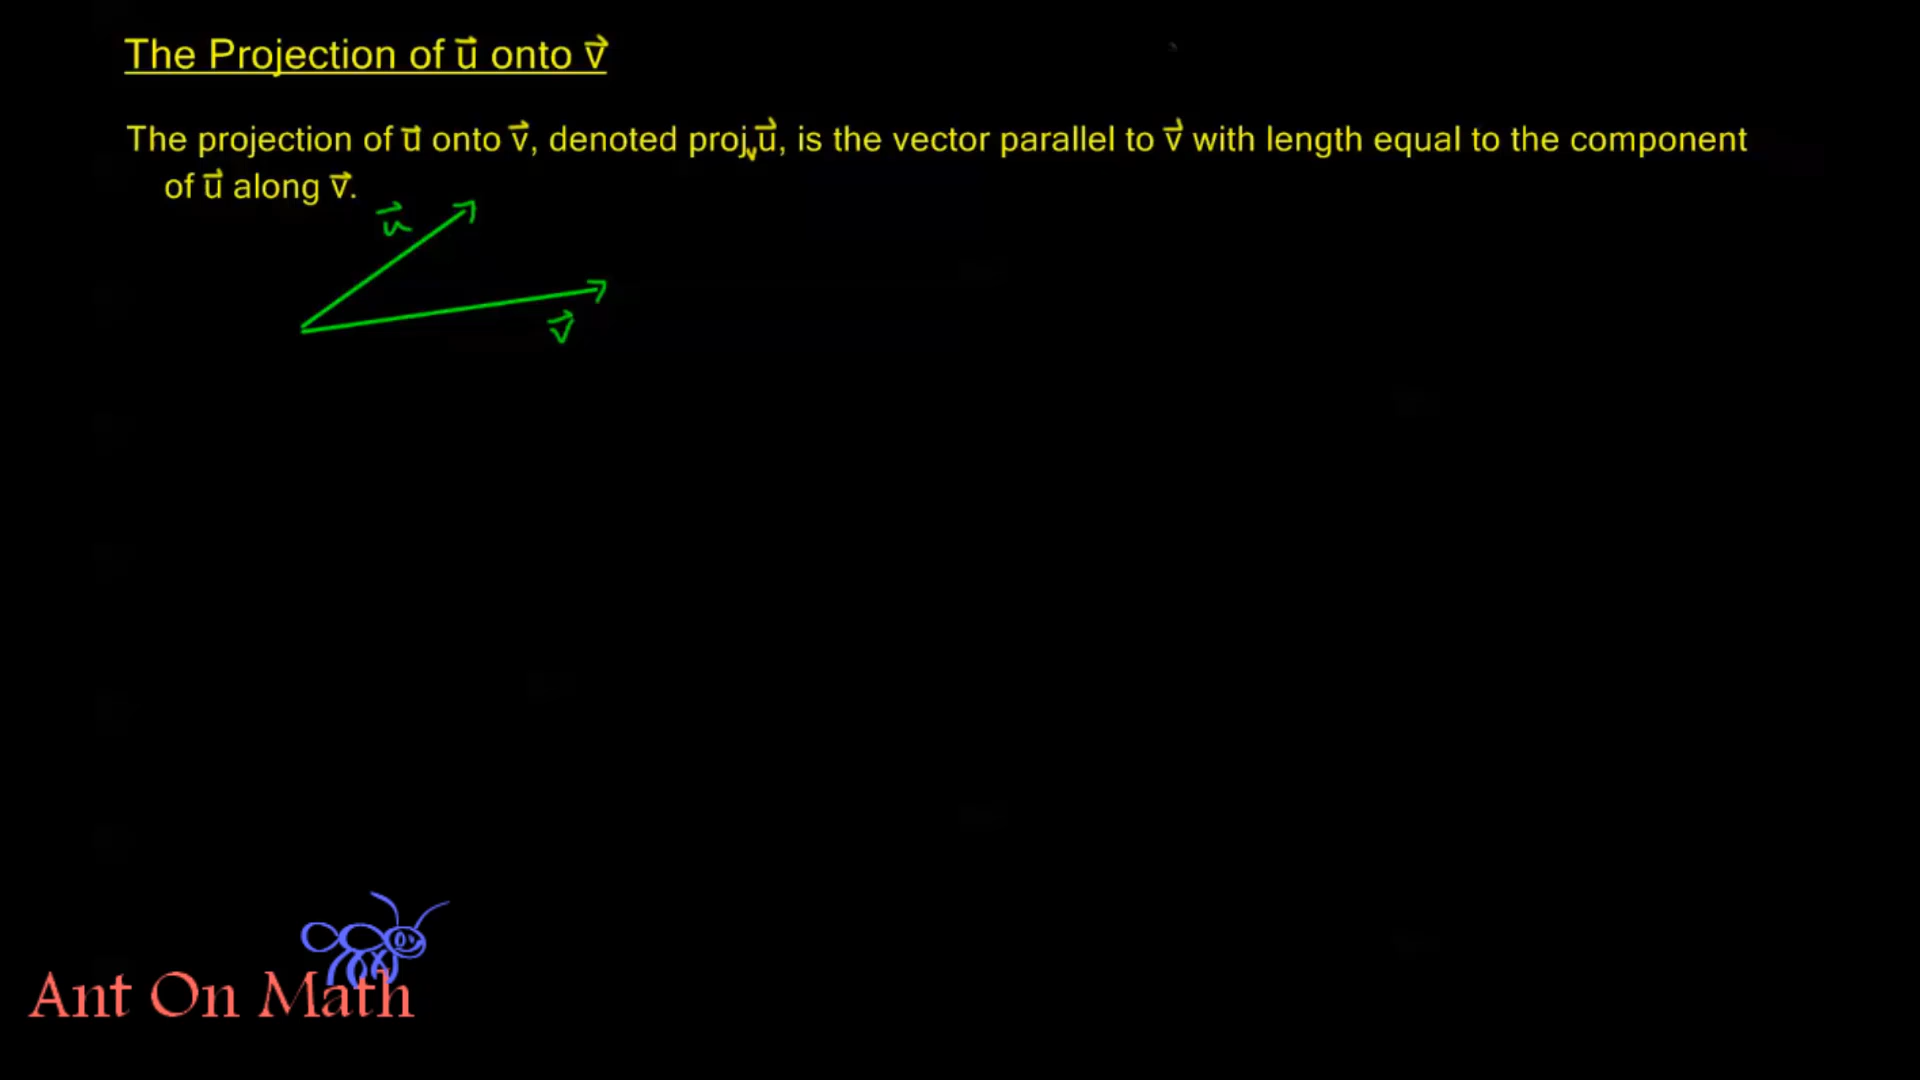 The Projection of u⃗ onto v⃗
The projection of u⃗ onto v⃗, denoted projᵥu⃗, is the vector parallel to v⃗ with length equal to the component
of u⃗ along v⃗.
u⃗
v⃗
Ant On Math